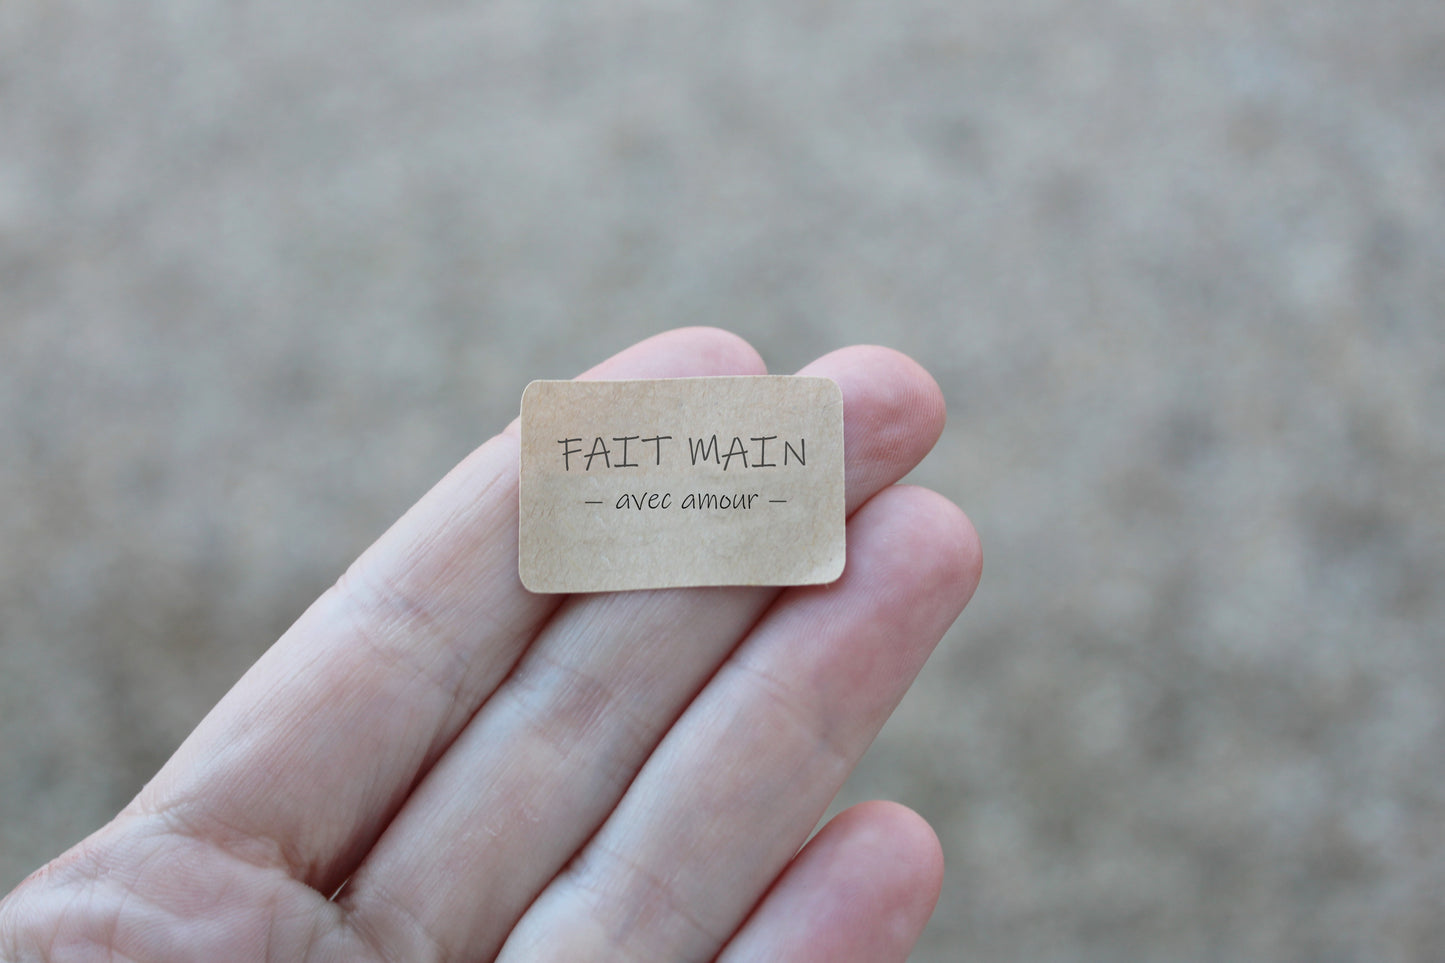 FAIT MAIN
– avec amour –